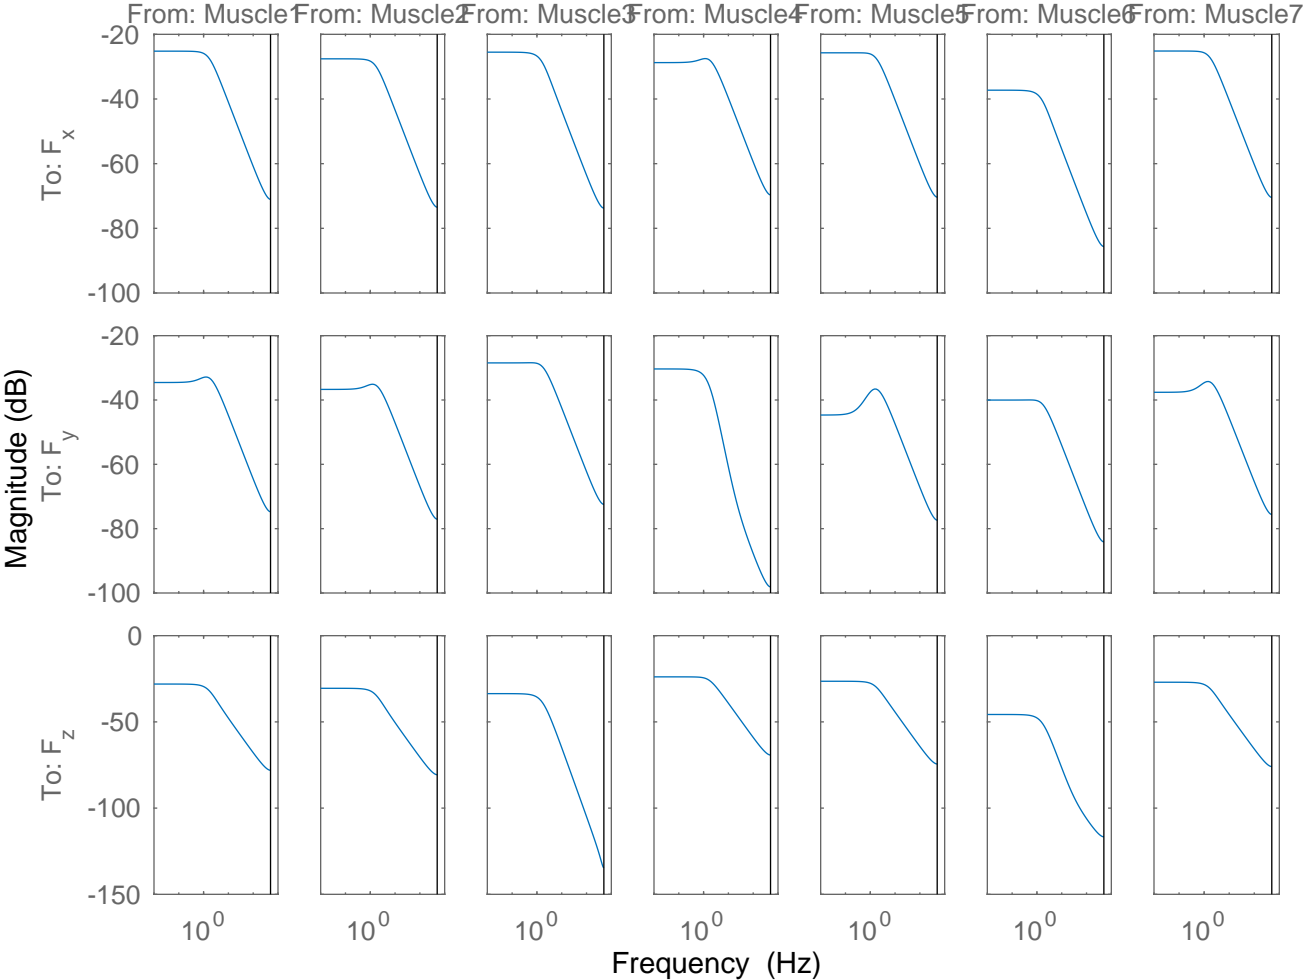 From: Muscle1 From: Muscle2 From: Muscle3 From: Muscle4 From: Muscle5 From: Muscle6 From: Muscle7
Magnitude (dB)
To: Fx
-20
-40
-60
-80
-100
To: Fy
-20
-40
-60
-80
-100
To: Fz
0
-50
-100
-150
10^0 10^0 10^0 10^0 10^0 10^0 10^0
Frequency (Hz)